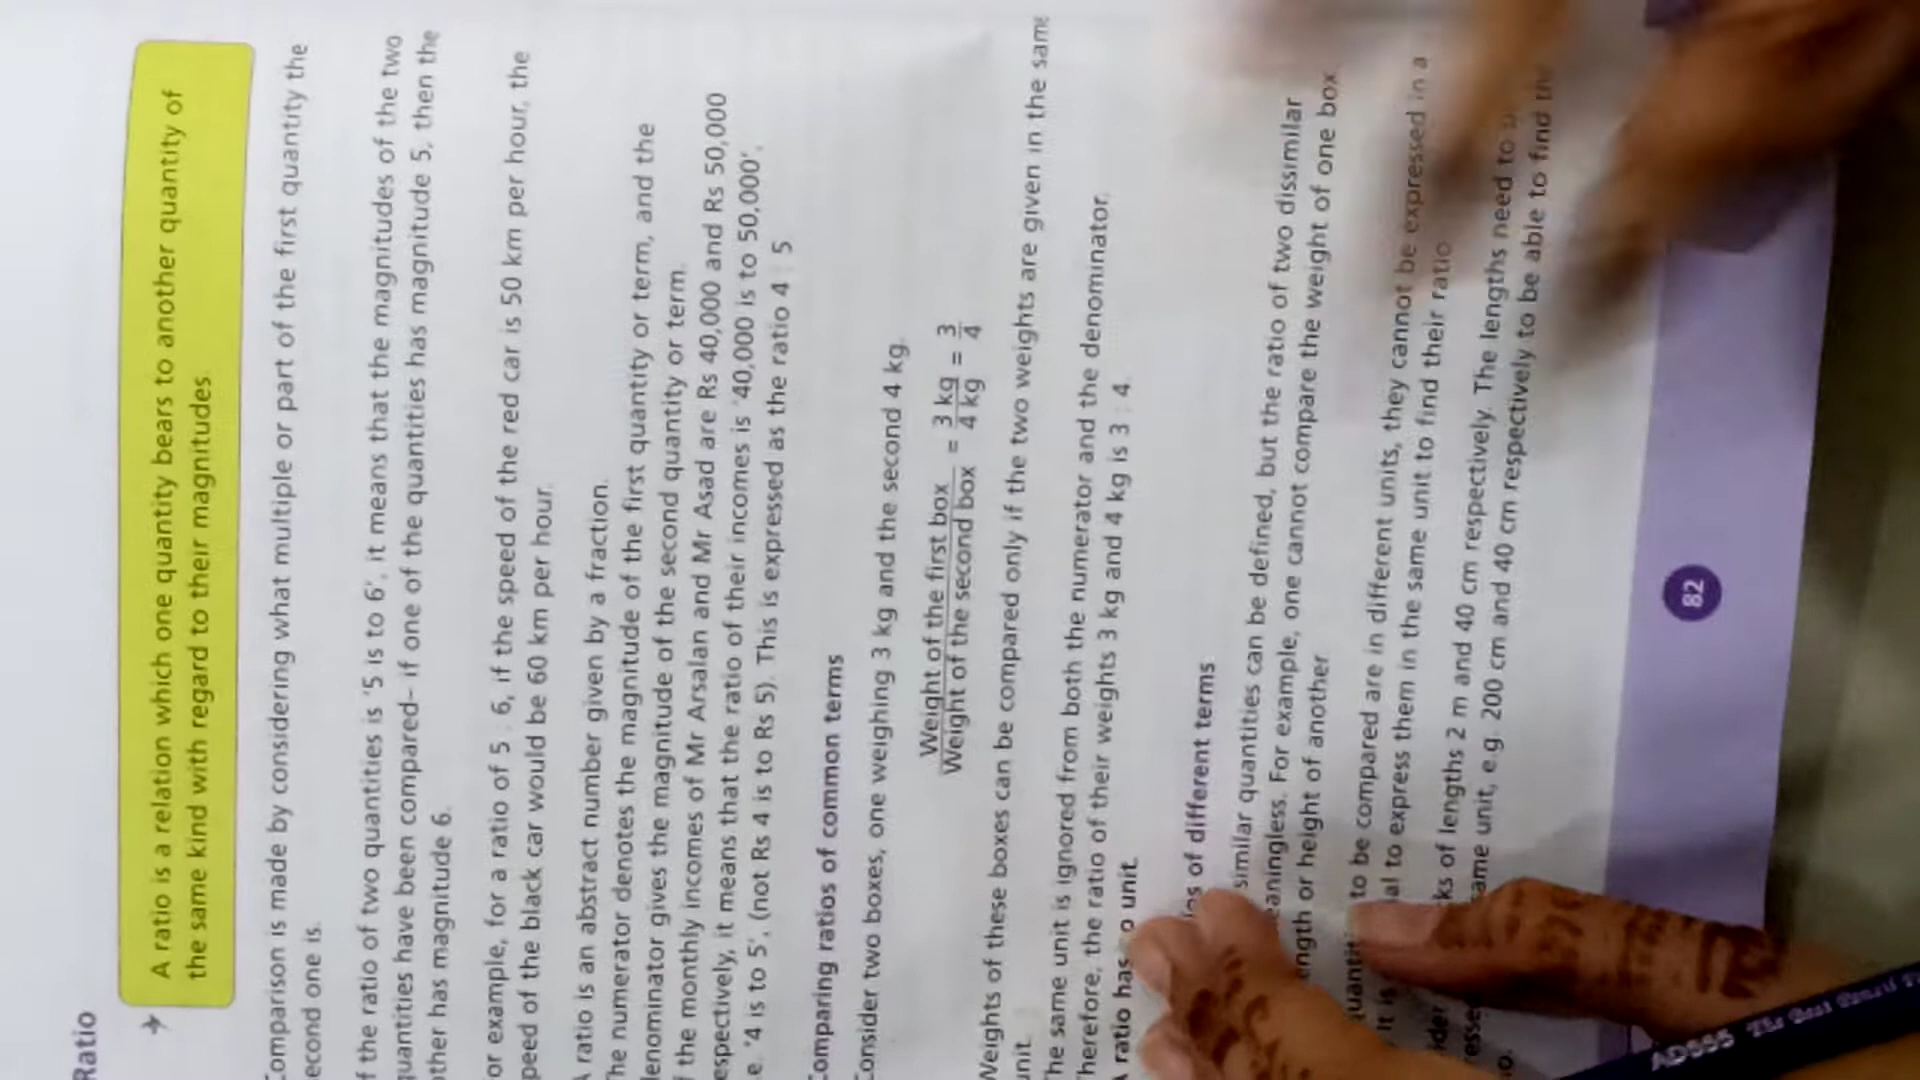 Ratio
A ratio is a relation which one quantity bears to another quantity of
the same kind with regard to their magnitudes
omparison is made by considering what multiple or part of the first quantity the
econd one is.
f the ratio of two quantities is '5 is to 6', it means that the magnitudes of the two
quantities have been compared- if one of the quantities has magnitude 5, then the
ther has magnitude 6.
or example, for a ratio of 5 : 6, if the speed of the red car is 50 km per hour, the
peed of the black car would be 60 km per hour.
ratio is an abstract number given by a fraction.
he numerator denotes the magnitude of the first quantity or term, and the
enominator gives the magnitude of the second quantity or term.
the monthly incomes of Mr Arsalan and Mr Asad are Rs 40,000 and Rs 50,000
espectively, it means that the ratio of their incomes is '40,000 is to 50,000'.
e. '4 is to 5', (not Rs 4 is to Rs 5). This is expressed as the ratio 4 : 5
Comparing ratios of common terms
Consider two boxes, one weighing 3 kg and the second 4 kg.
Weight of the first box / Weight of the second box = 3 kg / 4 kg = 3 / 4
Weights of these boxes can be compared only if the two weights are given in the same
unit.
he same unit is ignored from both the numerator and the denominator.
herefore, the ratio of their weights 3 kg and 4 kg is 3 : 4.
ratio has o unit.
os of different terms
similar quantities can be defined, but the ratio of two dissimilar
eaningless. For example, one cannot compare the weight of one box
ength or height of another
to be compared are in different units, they cannot be expressed in a
al to express them in the same unit to find their ratio
ks of lengths 2 m and 40 cm respectively. The lengths need to
ame unit, e.g. 200 cm and 40 cm respectively to be able to find
o.
82